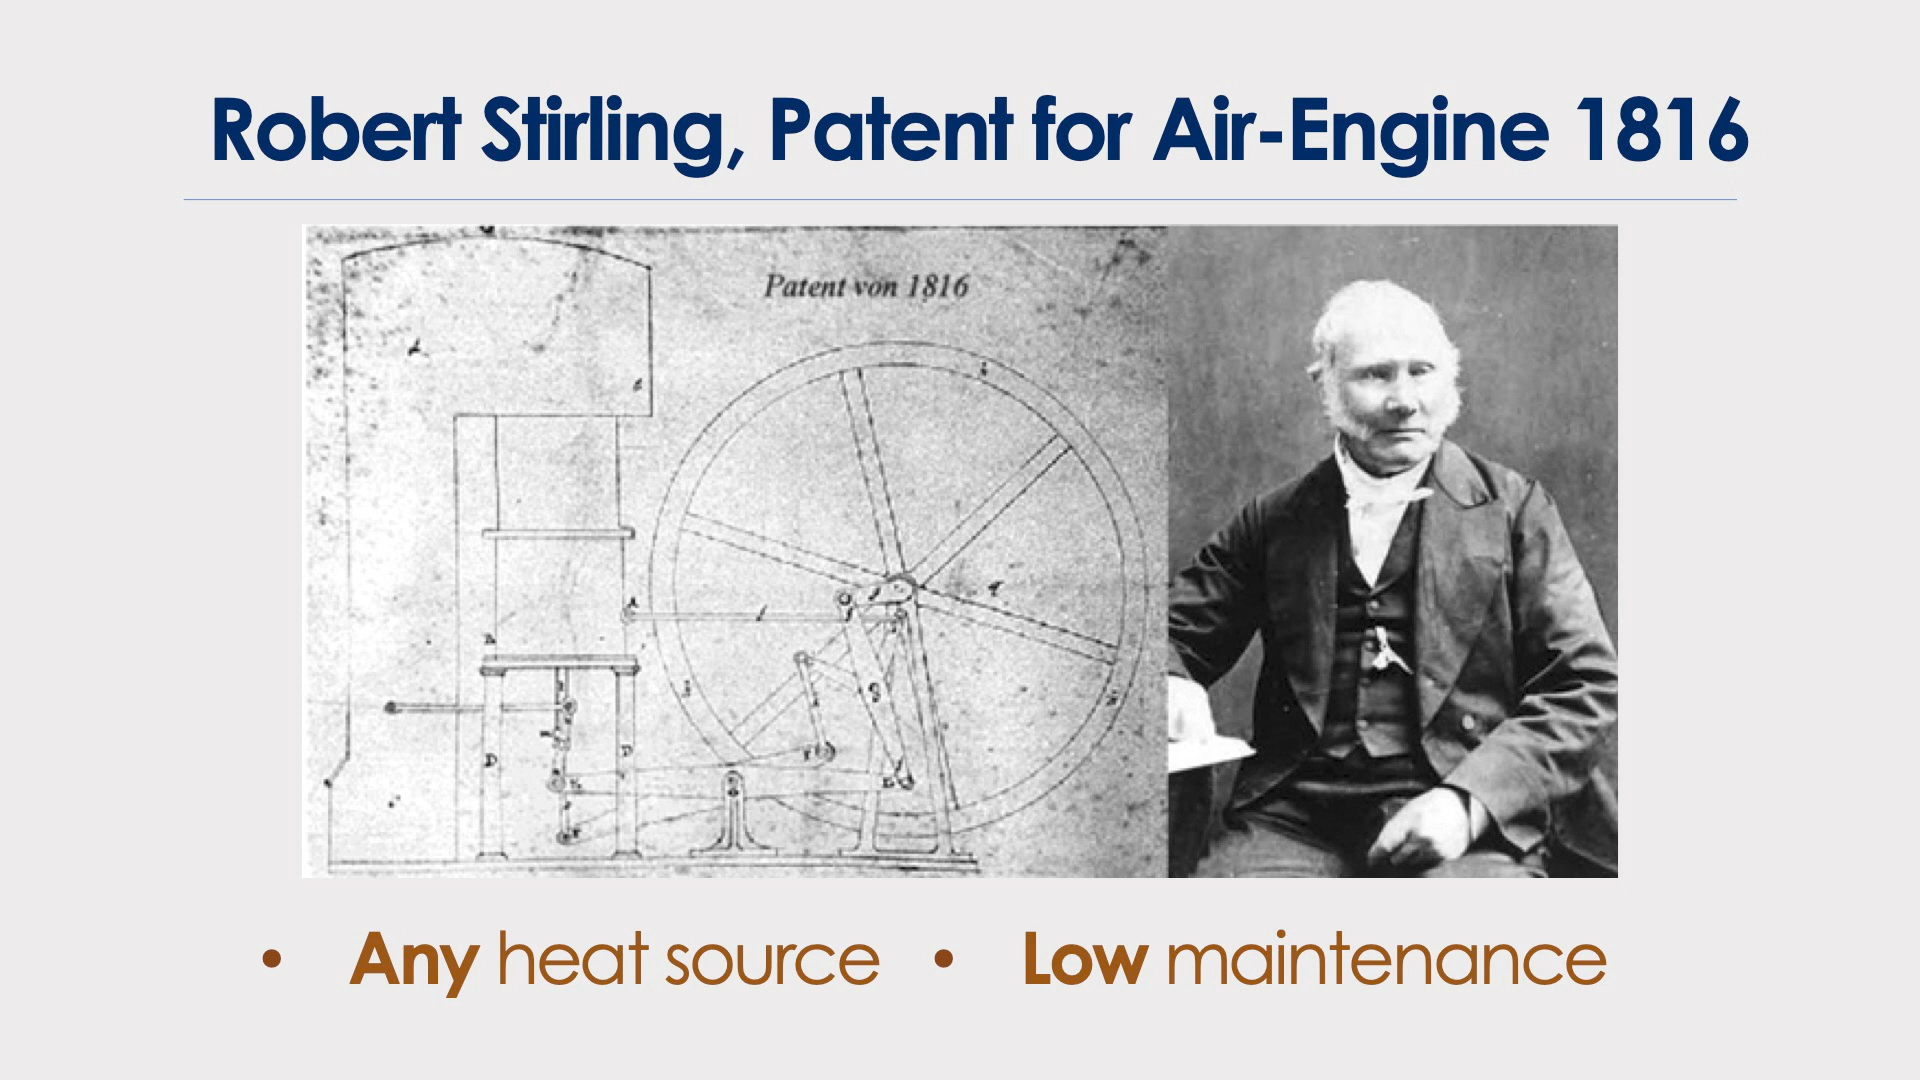 Robert Stirling, Patent for Air-Engine 1816
Patent von 1816
• Any heat source • Low maintenance